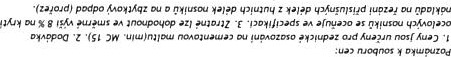 Poznámka k souboru cen:
1. Ceny jsou určeny pro zednické osazování na cementovou maltu(min. MC 15). 2. Dodávka
ocelových nosníků se oceňuje ve specifikaci. 3. Ztratné lze dohodnout ve směrné výši 8 % na krytí
nákladů na řezání příslušných délek z hutních délek nosníků a na zbytkový odpad (prořez).